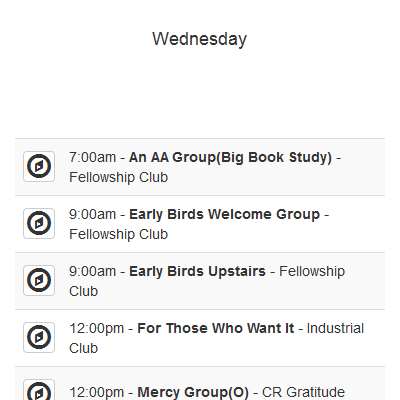 Wednesday
7:00am - An AA Group(Big Book Study) -
Fellowship Club
9:00am - Early Birds Welcome Group -
Fellowship Club
9:00am - Early Birds Upstairs - Fellowship
Club
12:00pm - For Those Who Want It - Industrial
Club
12:00pm - Mercy Group(O) - CR Gratitude